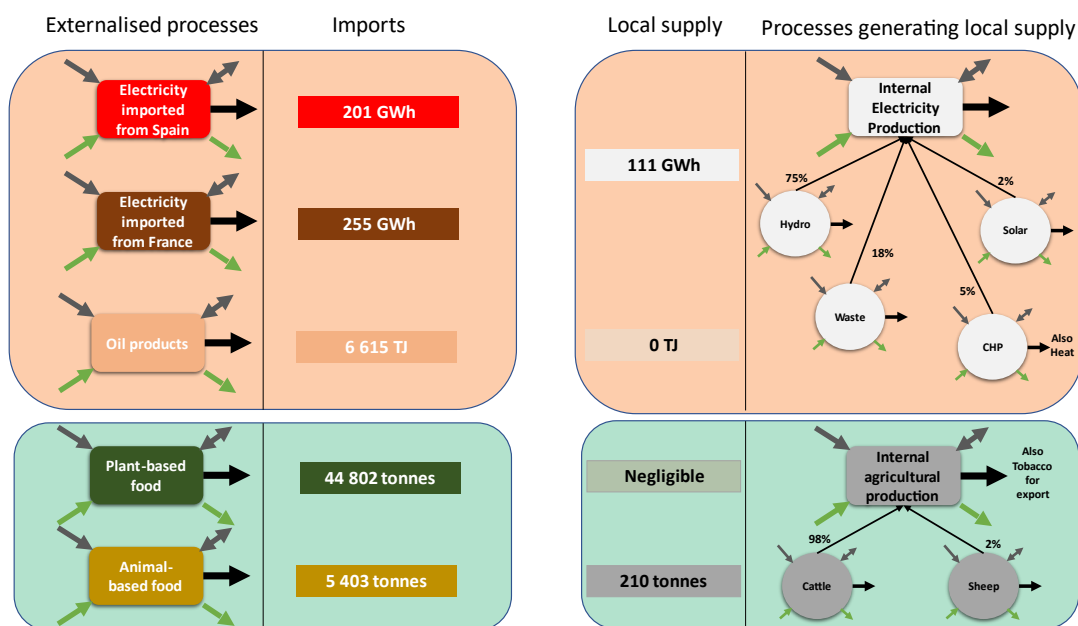 Externalised processes
Imports
Local supply
Processes generating local supply
Electricity
imported
from Spain
201 GWh
Electricity
imported
from France
255 GWh
Oil products
6 615 TJ
111 GWh
0 TJ
Internal
Electricity
Production
75%
2%
18%
5%
Hydro
Solar
Waste
CHP
Also
Heat
Plant-based
food
44 802 tonnes
Animal-
based food
5 403 tonnes
Negligible
210 tonnes
Internal
agricultural
production
Also
Tobacco
for
export
98%
2%
Cattle
Sheep